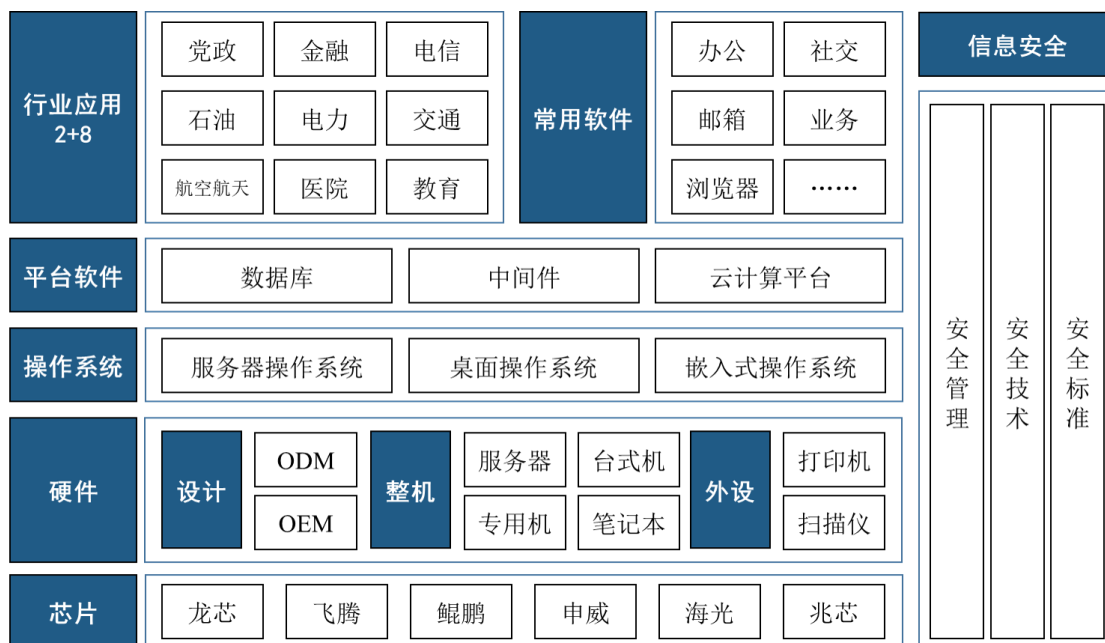 行业应用
2+8
党政
金融
电信
石油
电力
交通
航空航天
医院
教育
常用软件
办公
社交
邮箱
业务
浏览器
······
信息安全
安全管理
安全技术
安全标准
平台软件
数据库
中间件
云计算平台
操作系统
服务器操作系统
桌面操作系统
嵌入式操作系统
硬件
设计
ODM
OEM
整机
服务器
台式机
专用机
笔记本
外设
打印机
扫描仪
芯片
龙芯
飞腾
鲲鹏
申威
海光
兆芯